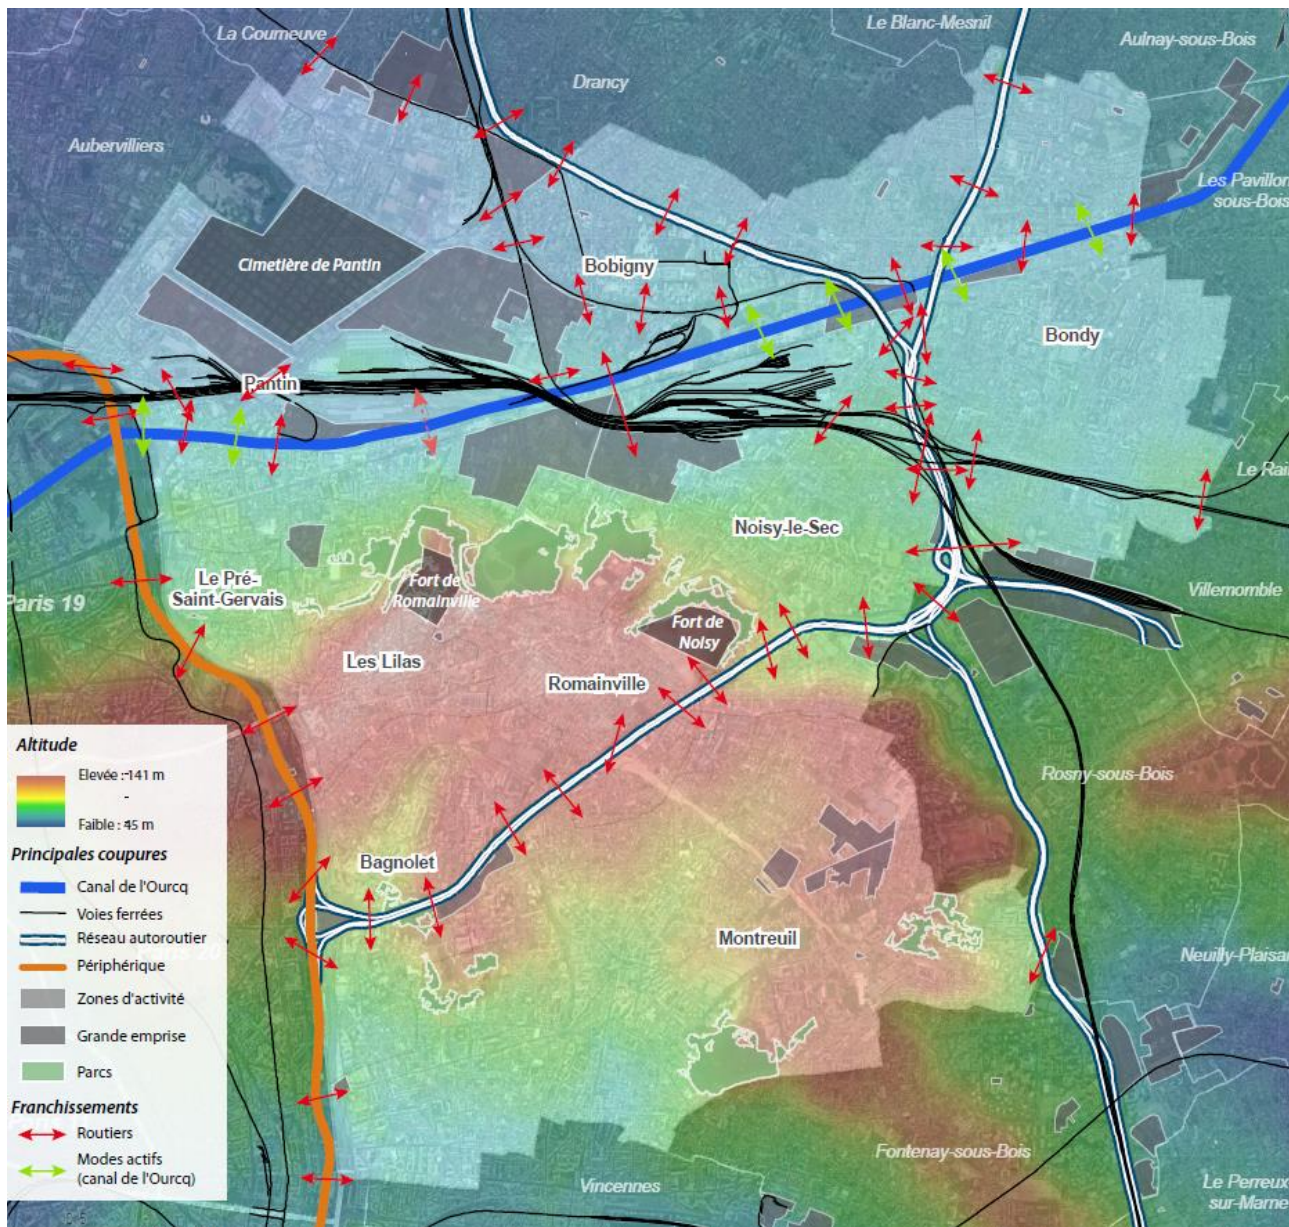 La Courneuve
Le Blanc-Mesnil
Aulnay-sous-Bois
Drancy
Aubervilliers
Les Pavillon
sous-Bois
Cimetière de Pantin
Bobigny
Bondy
Pantin
Le Rai
Noisy-le-Sec
Le Pré-
Saint-Gervais
Fort de
Romainville
Villemomble
Paris 19
Fort de
Noisy
Les Lilas
Romainville
Rosny-sous-Bois
Bagnolet
Montreuil
Neuilly-Plaisan
Fontenay-sous-Bois
Vincennes
Le Perreux
sur-Marne
Altitude
Elevée : 141 m
-
Faible : 45 m
Principales coupures
Canal de l'Ourcq
Voies ferrées
Réseau autoroutier
Périphérique
Zones d'activité
Grande emprise
Parcs
Franchissements
Routiers
Modes actifs
(canal de l'Ourcq)